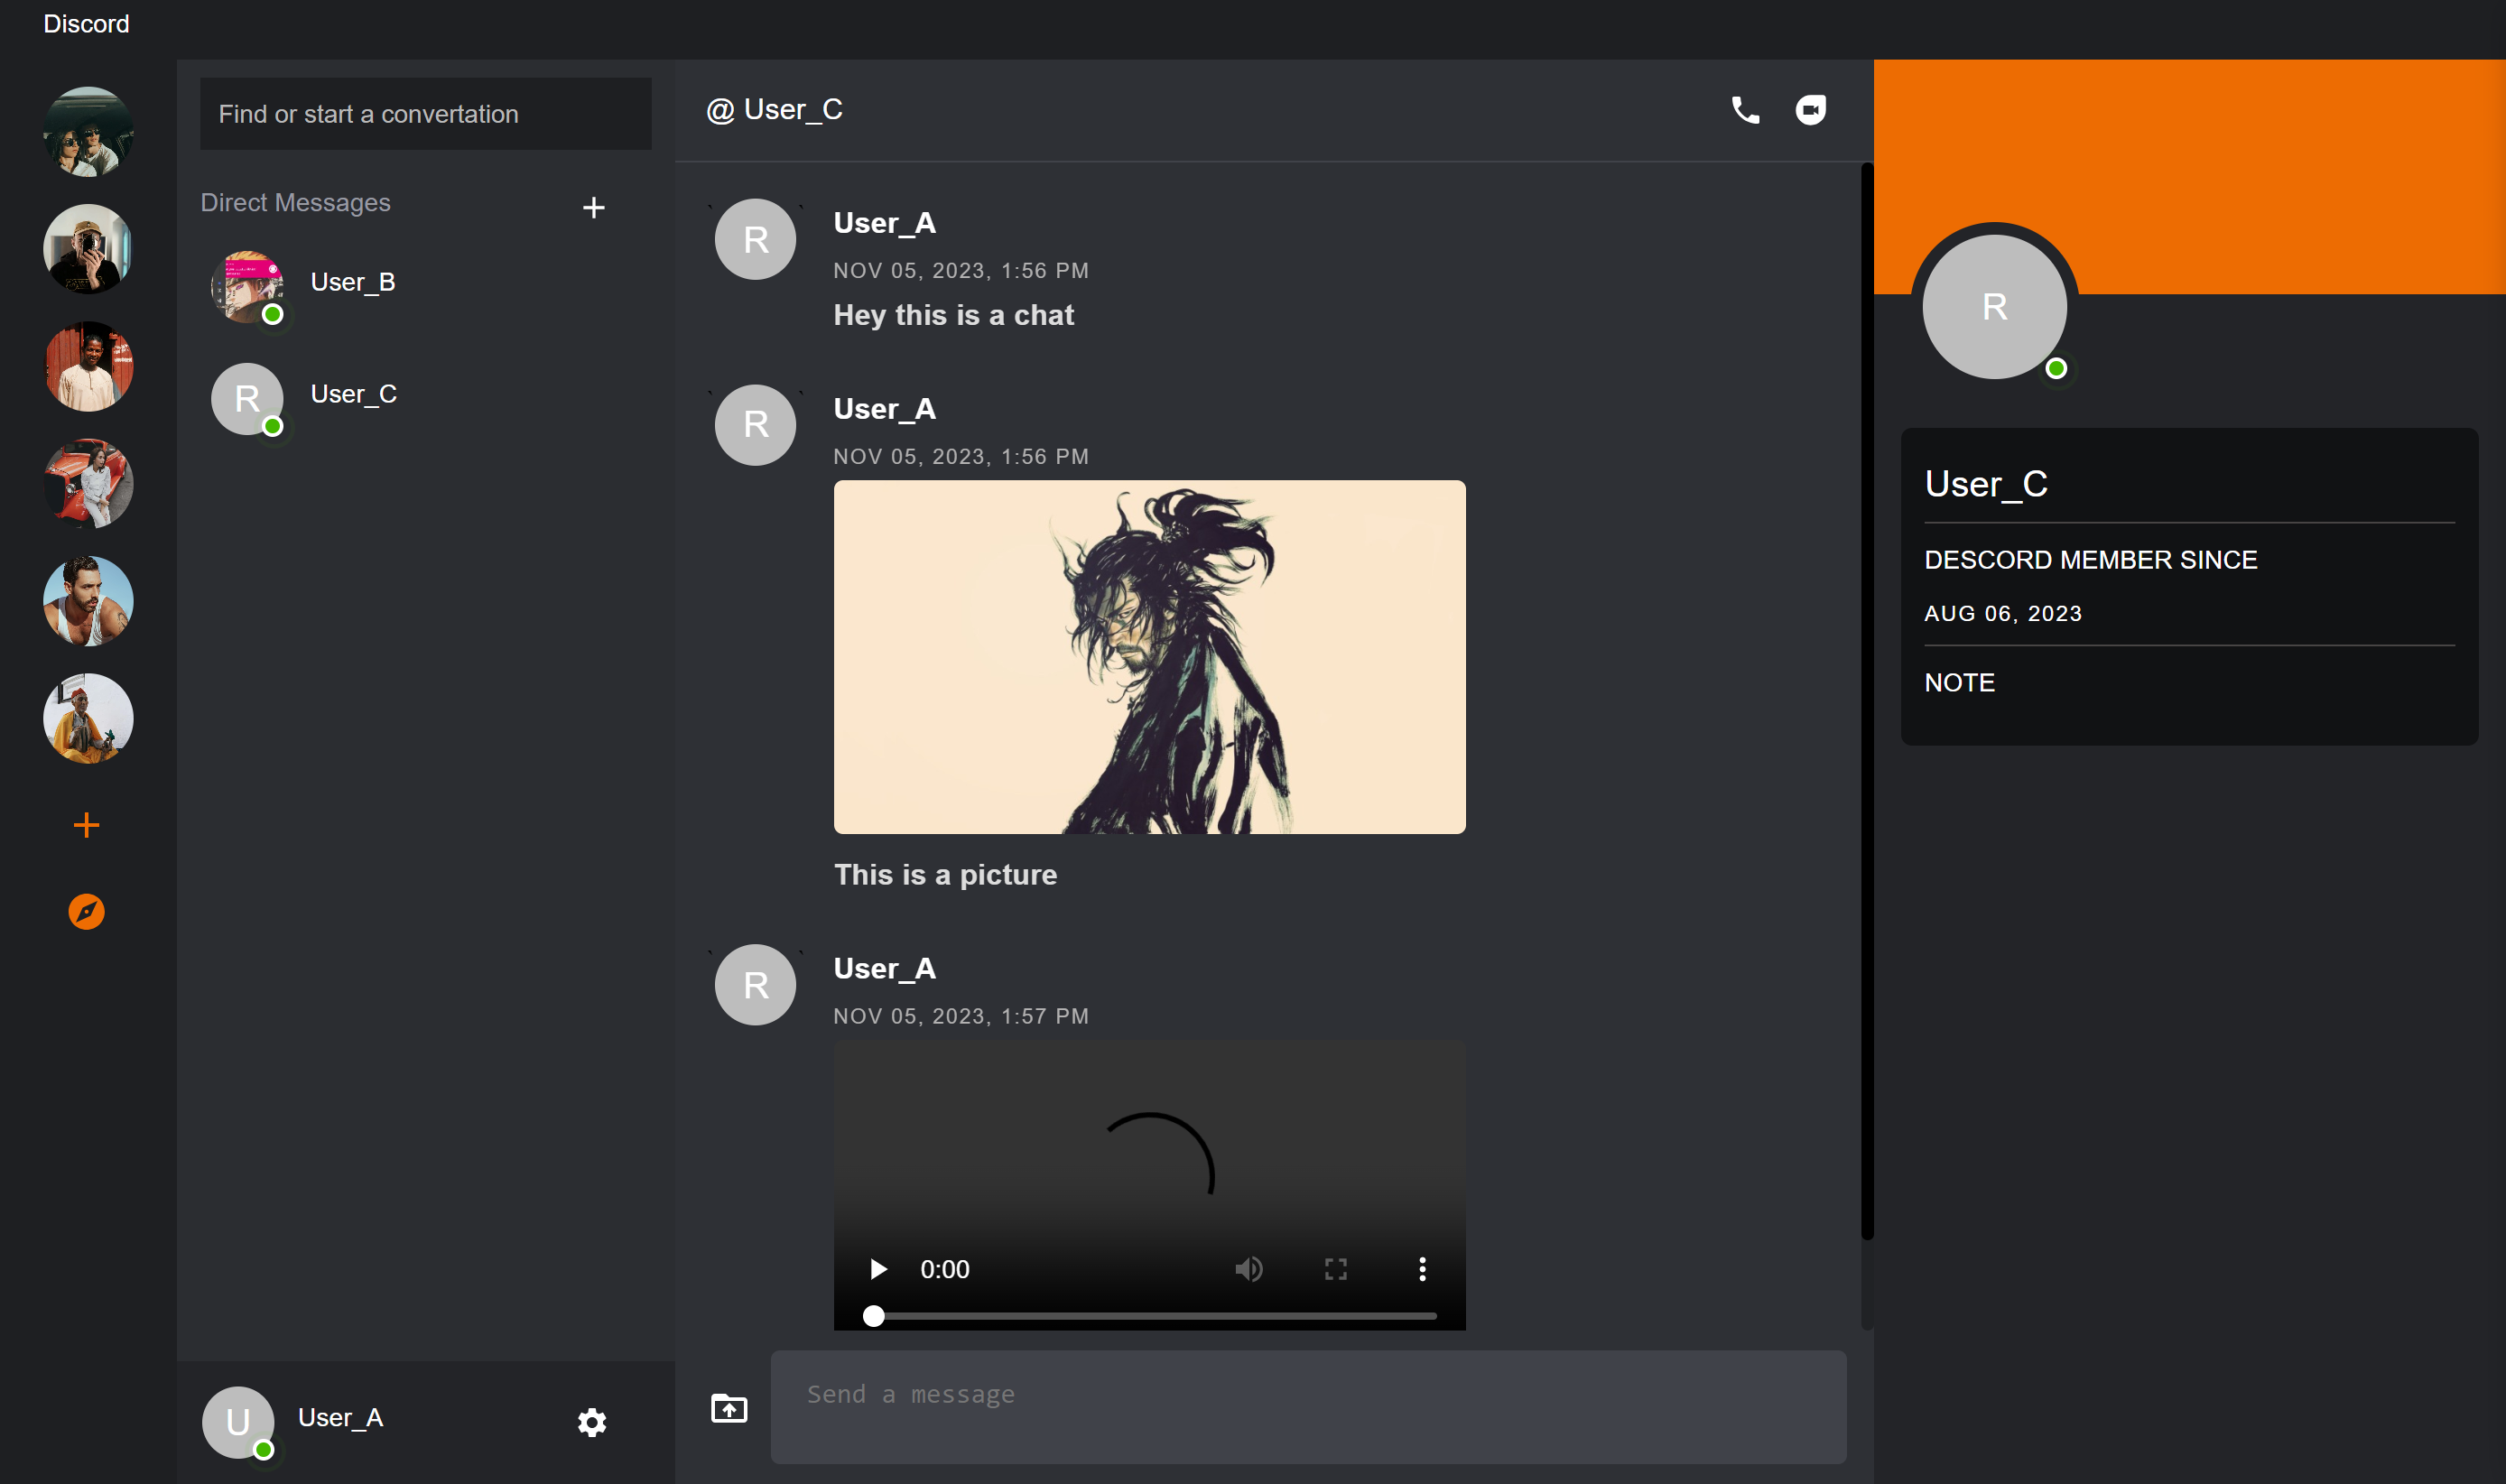 Discord
Find or start a convertation
Direct Messages
User_B
R
User_C
U
User_A
@ User_C
R
User_A
NOV 05, 2023, 1:56 PM
Hey this is a chat
R
User_A
NOV 05, 2023, 1:56 PM
This is a picture
R
User_A
NOV 05, 2023, 1:57 PM
0:00
Send a message
R
User_C
DESCORD MEMBER SINCE
AUG 06, 2023
NOTE